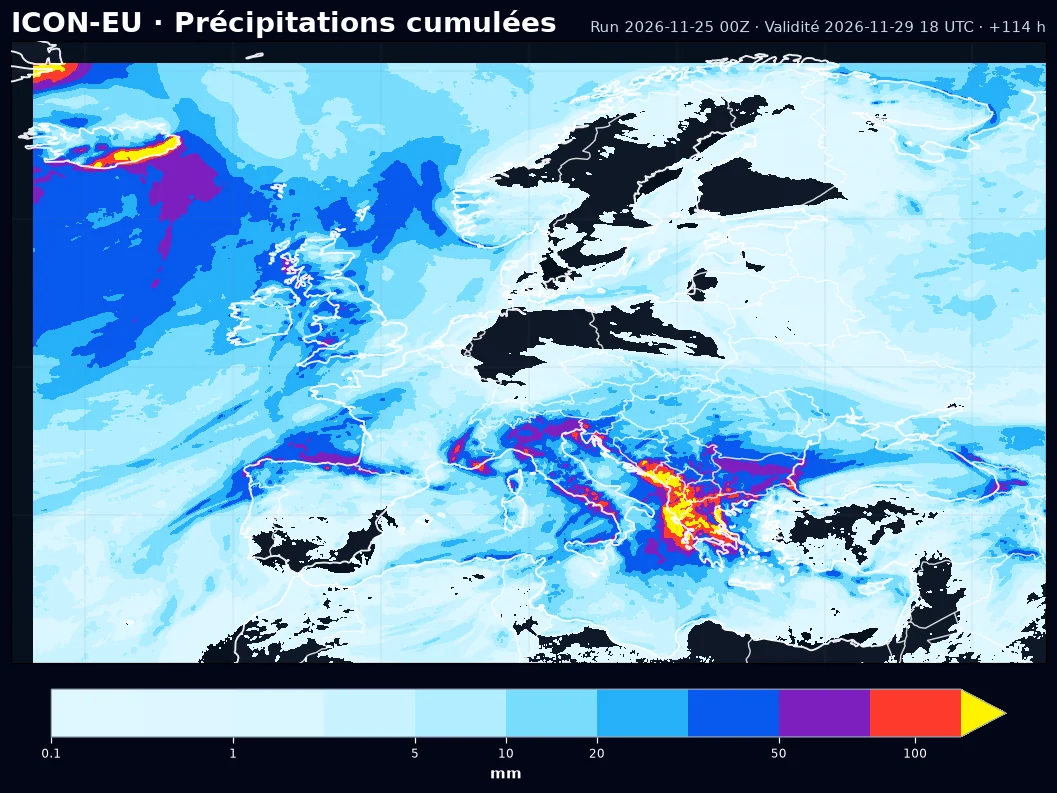 ICON-EU · Précipitations cumulées
Run 2026-11-25 00Z · Validité 2026-11-29 18 UTC · +114 h
0.1 1 5 10 20 50 100
mm